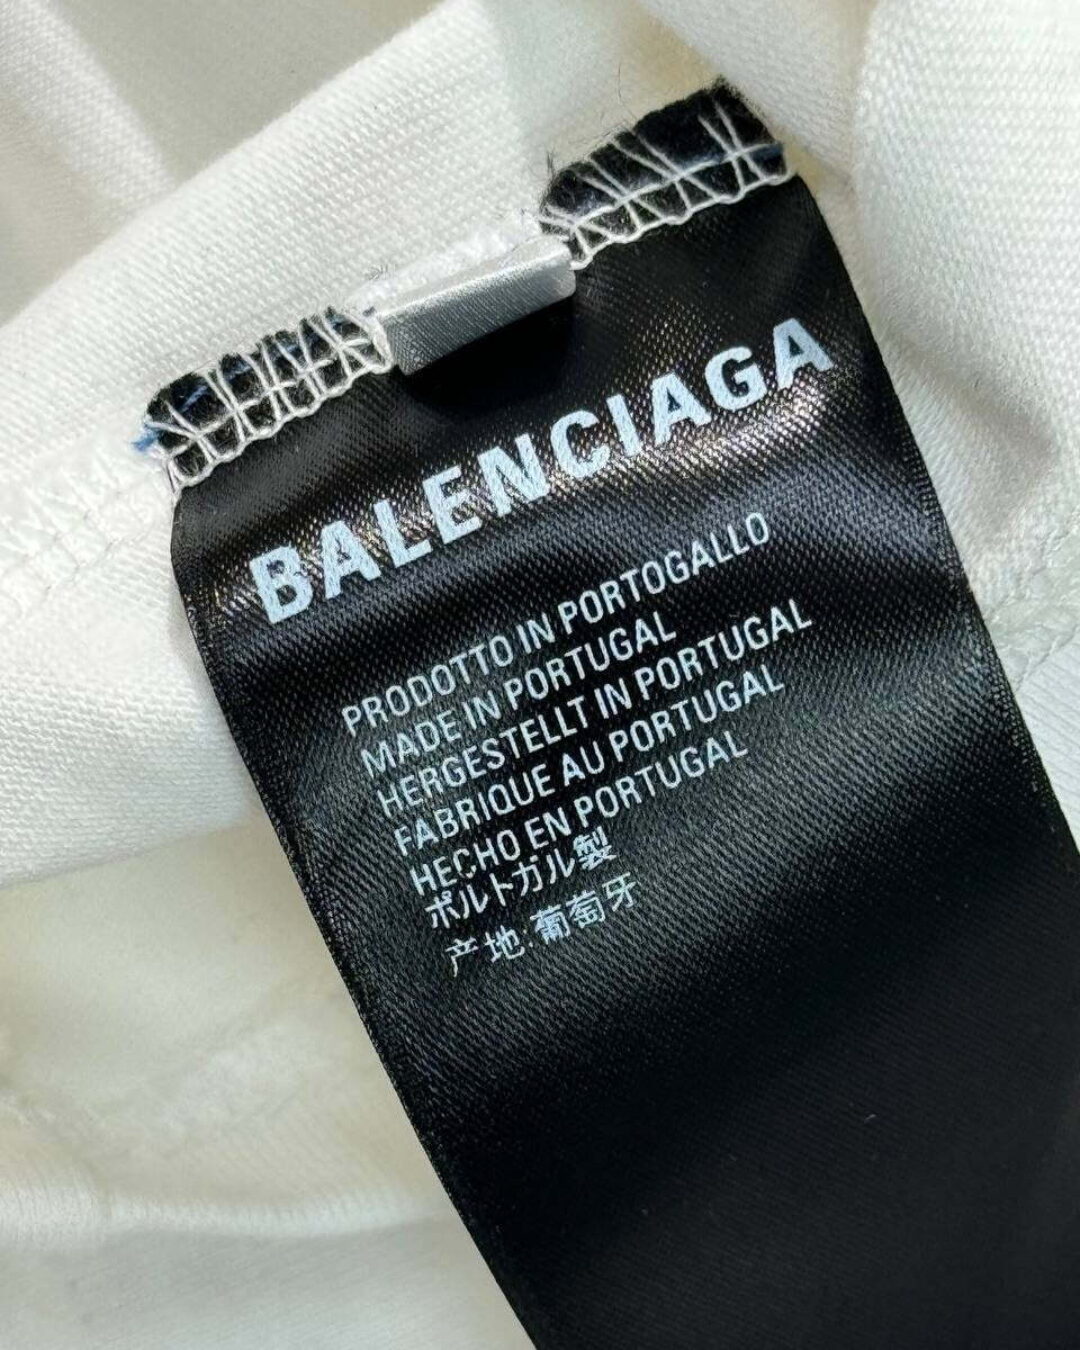 BALENCIAGA
PRODOTTO IN PORTOGALLO
MADE IN PORTUGAL
HERGESTELLT IN PORTUGAL
FABRIQUE AU PORTUGAL
HECHO EN PORTUGAL
ポルトガル製
产地:葡萄牙